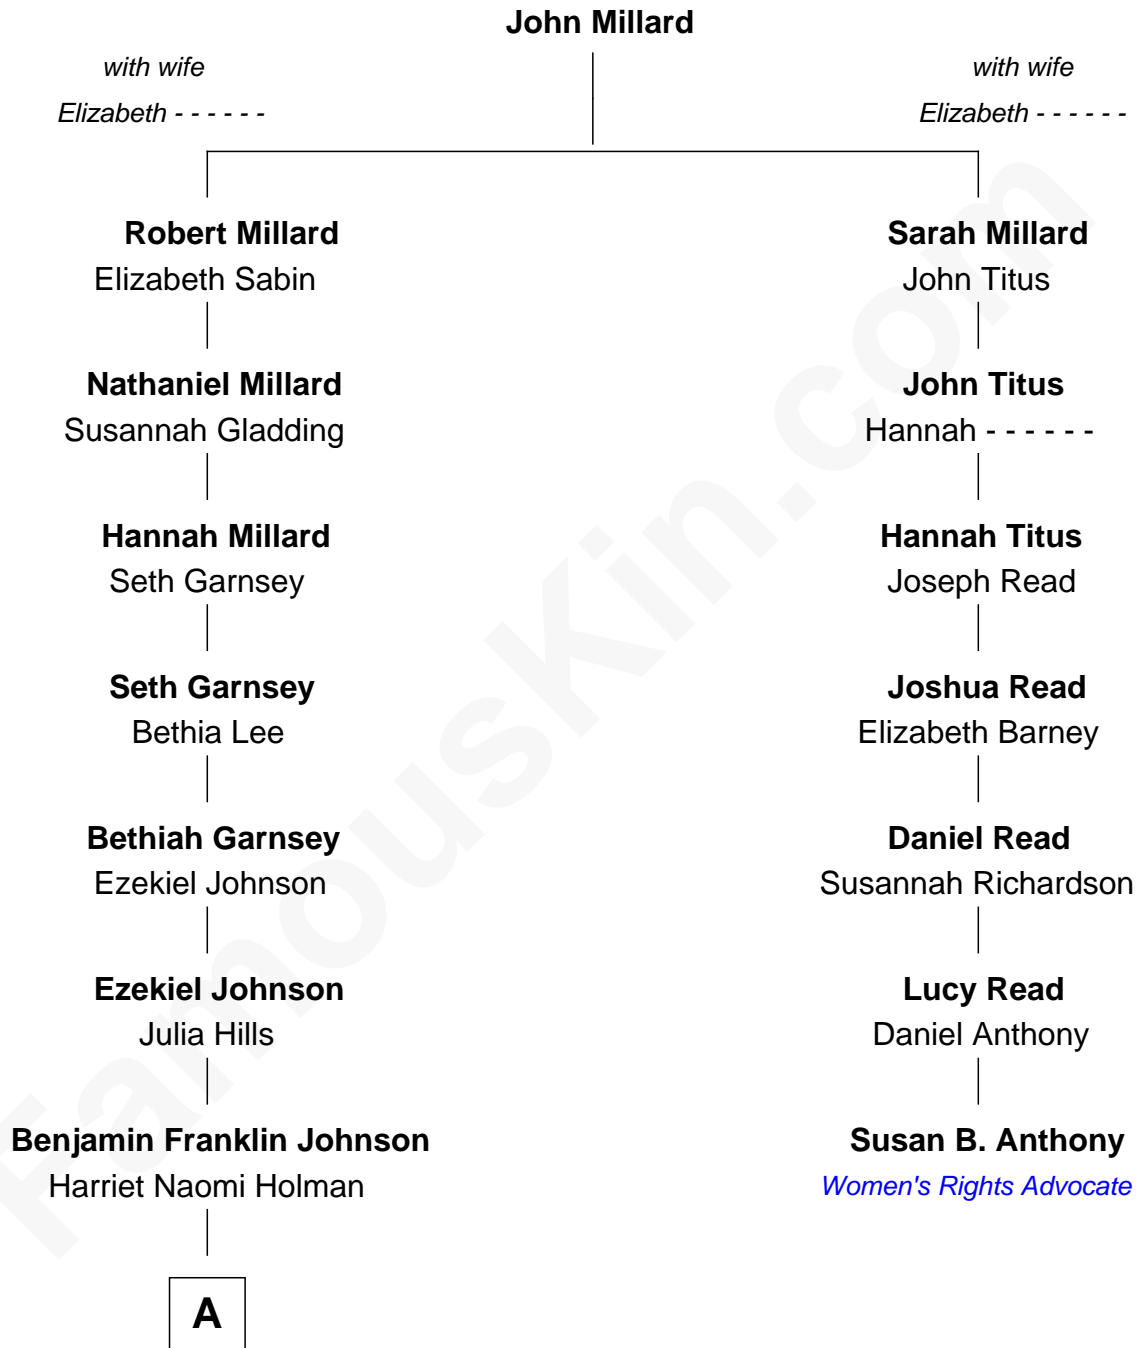 John Millard
with wife
Elizabeth - - - - - -
with wife
Elizabeth - - - - - -
Robert Millard
Elizabeth Sabin
Nathaniel Millard
Susannah Gladding
Hannah Millard
Seth Garnsey
Seth Garnsey
Bethia Lee
Bethiah Garnsey
Ezekiel Johnson
Ezekiel Johnson
Julia Hills
Benjamin Franklin Johnson
Harriet Naomi Holman
A
Sarah Millard
John Titus
John Titus
Hannah - - - - - -
Hannah Titus
Joseph Read
Joshua Read
Elizabeth Barney
Daniel Read
Susannah Richardson
Lucy Read
Daniel Anthony
Susan B. Anthony
Women's Rights Advocate
FamousKin.com